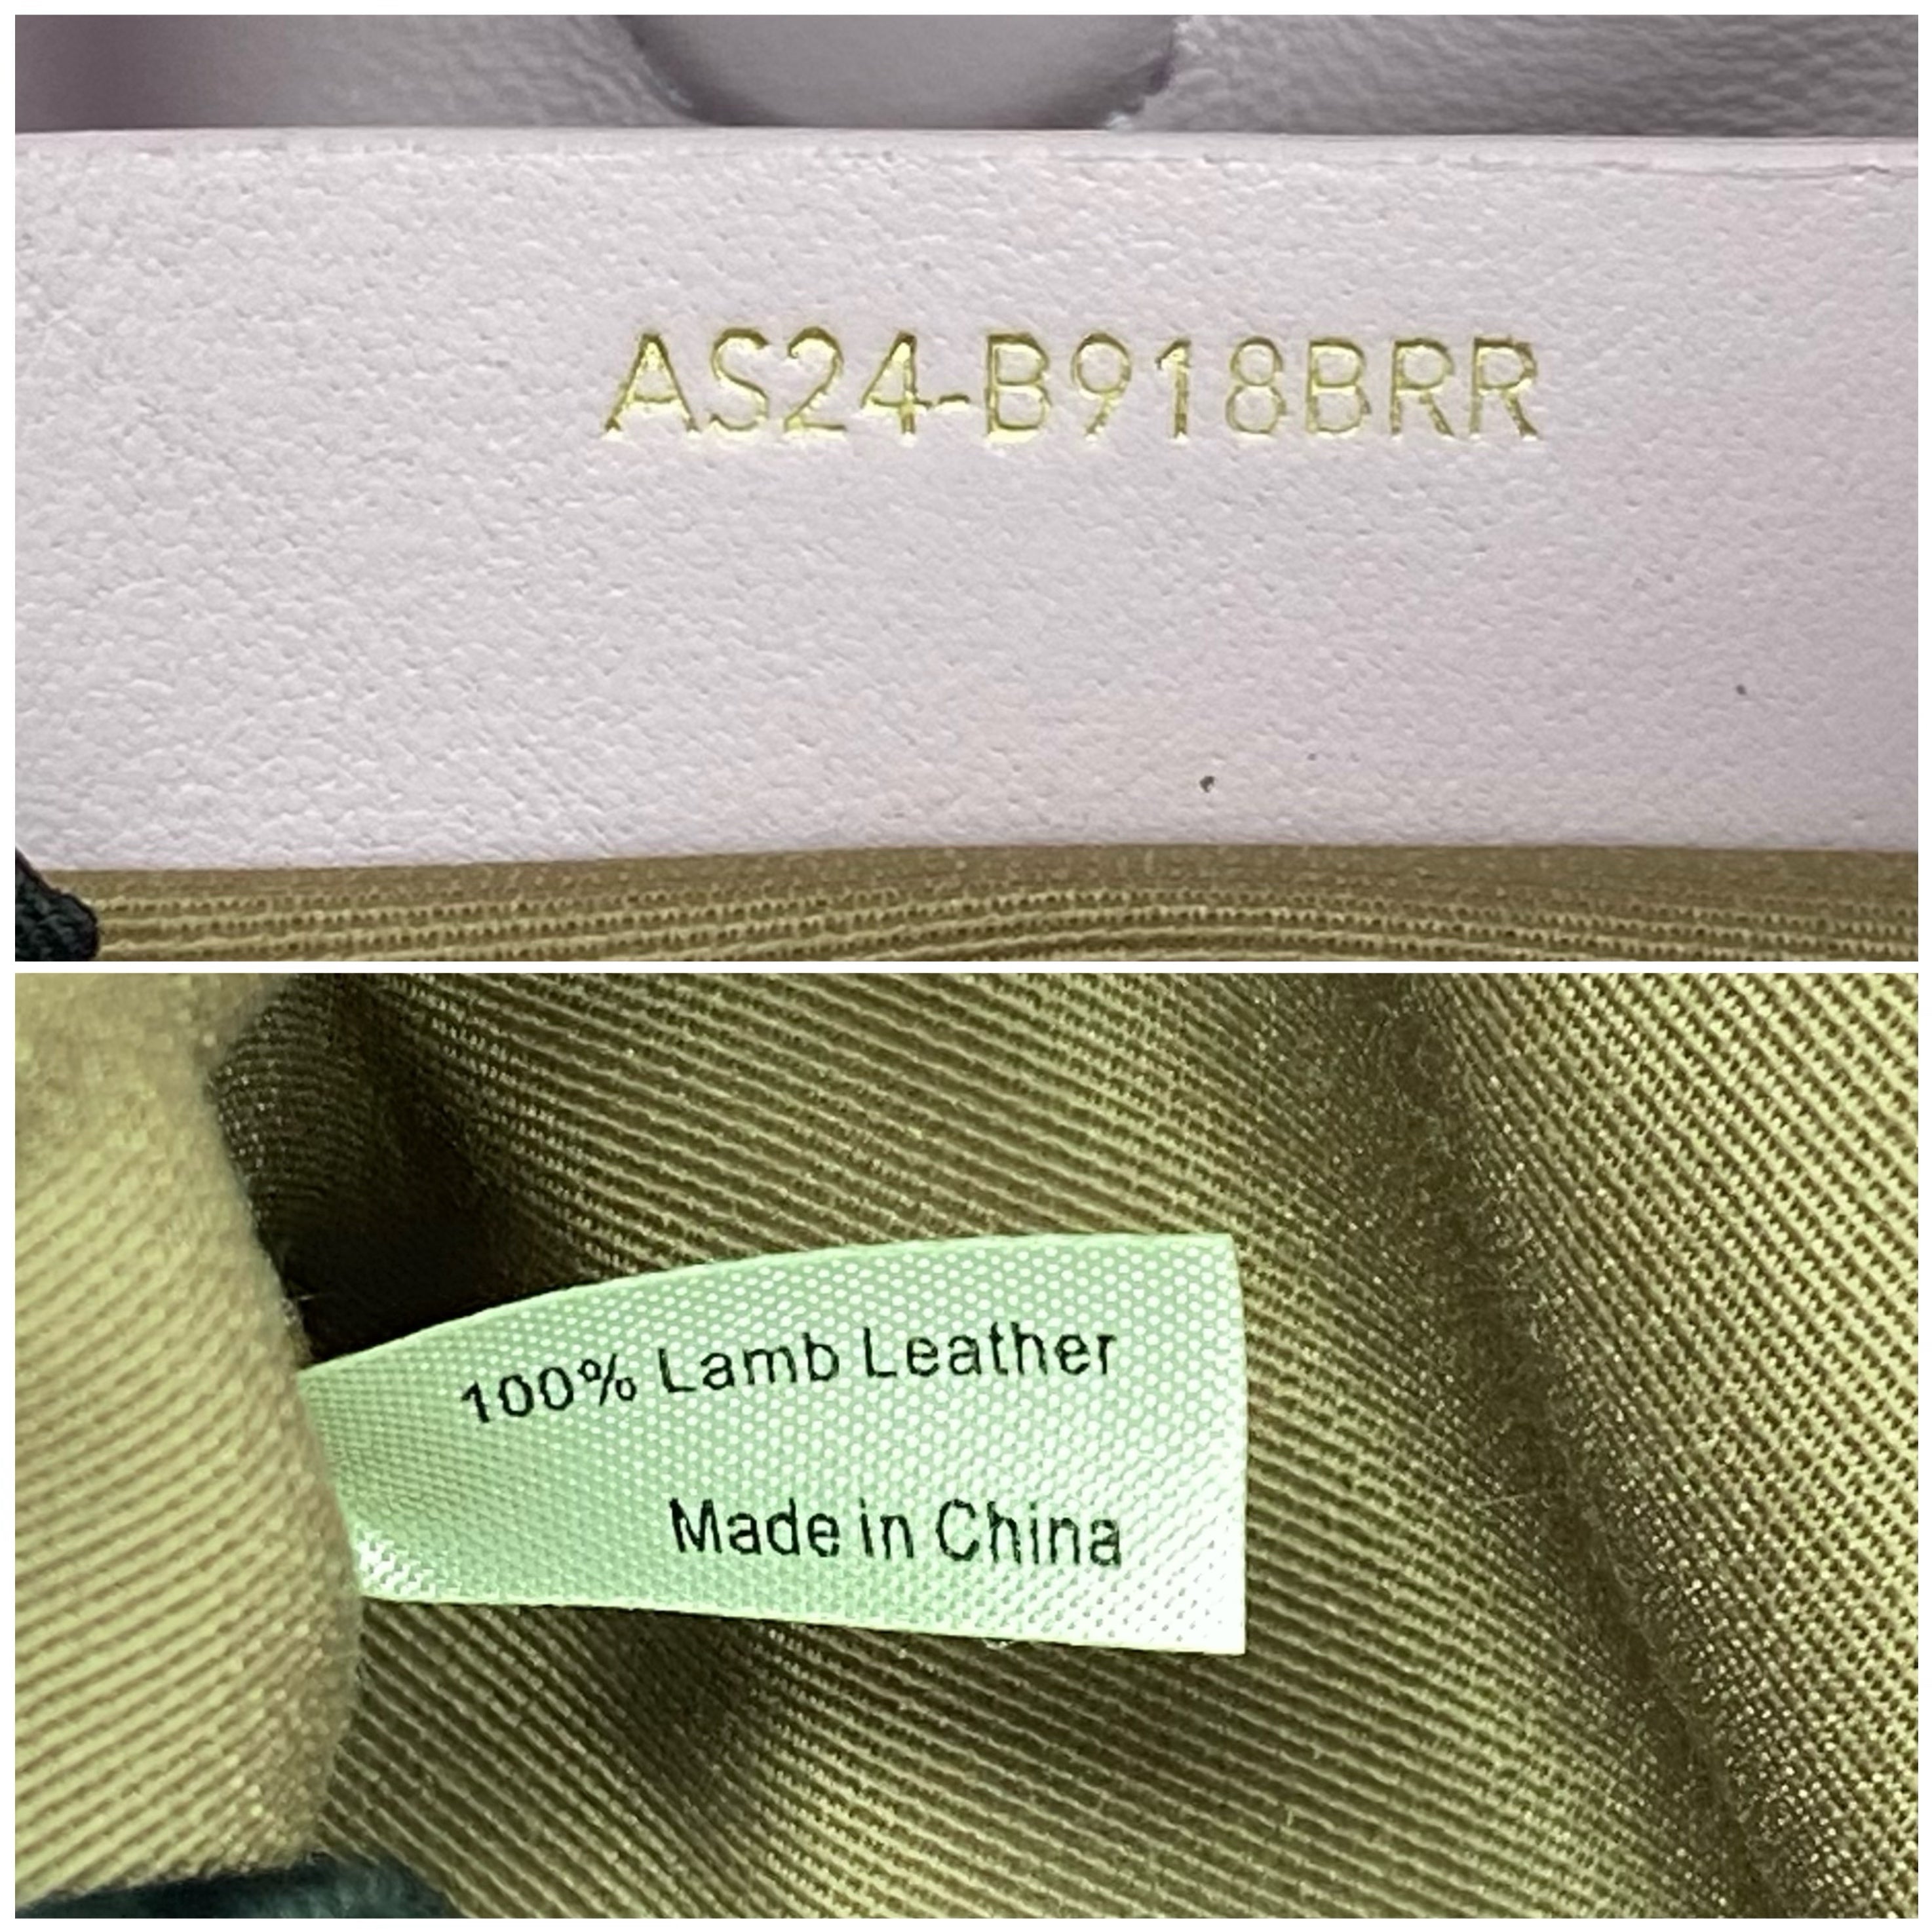 AS24-B918BRR
100% Lamb Leather
Made in China